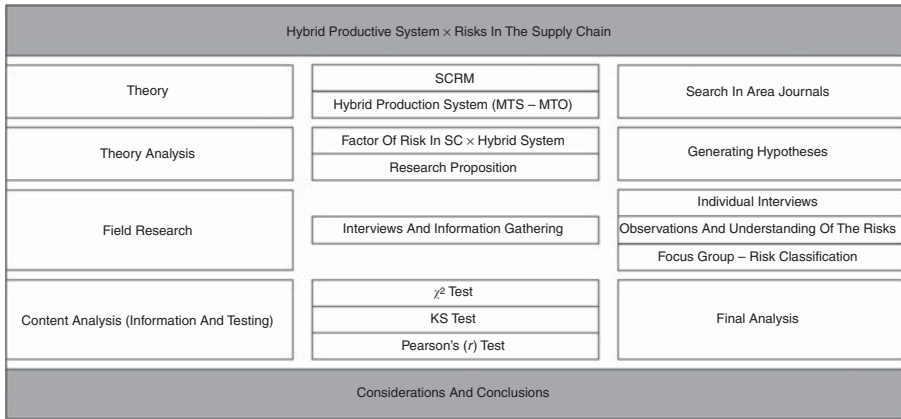 Hybrid Productive System × Risks In The Supply Chain
Theory
SCRM
Hybrid Production System (MTS – MTO)
Search In Area Journals
Theory Analysis
Factor Of Risk In SC × Hybrid System
Research Proposition
Generating Hypotheses
Field Research
Interviews And Information Gathering
Individual Interviews
Observations And Understanding Of The Risks
Focus Group – Risk Classification
Content Analysis (Information And Testing)
χ² Test
KS Test
Pearson's (r) Test
Final Analysis
Considerations And Conclusions